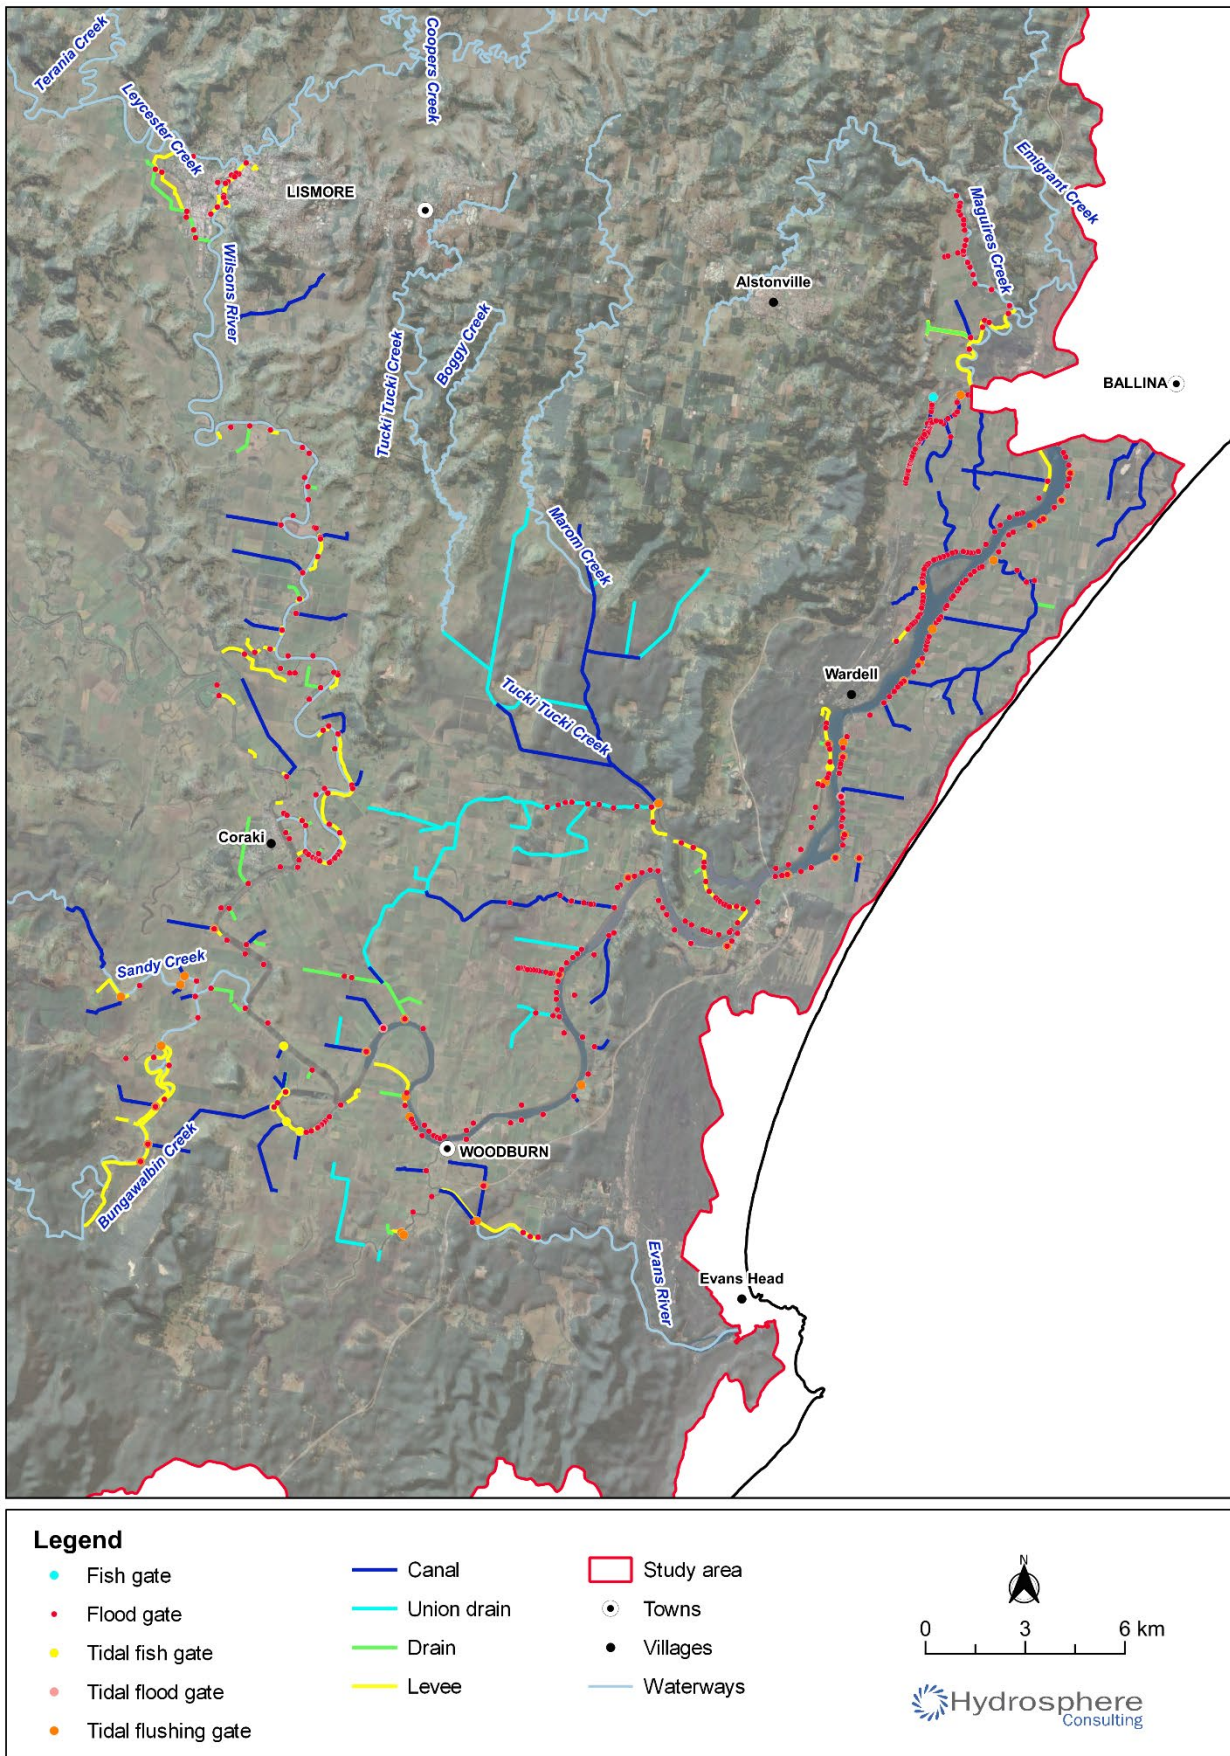 Terania Creek
Coopers Creek
Leycester Creek
LISMORE
Emigrant Creek
Maguires Creek
Wilsons River
Alstonville
Tucki Tucki Creek
Boggy Creek
BALLINA
Marom Creek
Tucki Tucki Creek
Wardell
Coraki
Sandy Creek
Bungawalbin Creek
WOODBURN
Evans River
Evans Head
Legend
Fish gate
Flood gate
Tidal fish gate
Tidal flood gate
Tidal flushing gate
Canal
Union drain
Drain
Levee
Study area
Towns
Villages
Waterways
N
0 3 6 km
Hydrosphere
Consulting